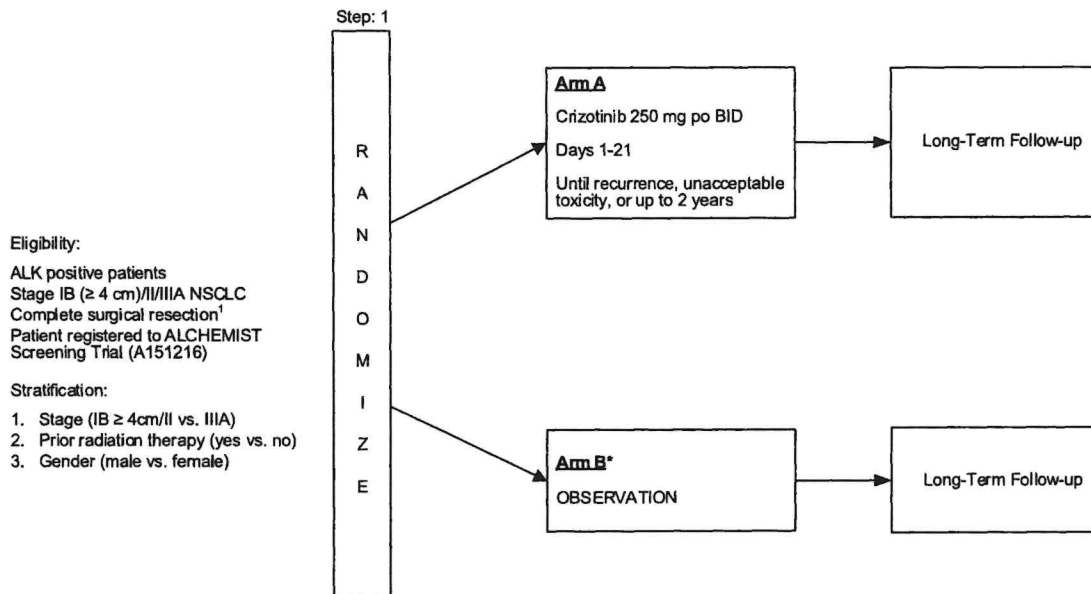 Step: 1
R
A
N
D
O
M
I
Z
E
Eligibility:
ALK positive patients
Stage IB (≥ 4 cm)/II/IIIA NSCLC
Complete surgical resection¹
Patient registered to ALCHEMIST
Screening Trial (A151216)
Stratification:
1. Stage (IB ≥ 4cm/II vs. IIIA)
2. Prior radiation therapy (yes vs. no)
3. Gender (male vs. female)
Arm A
Crizotinib 250 mg po BID
Days 1-21
Until recurrence, unacceptable
toxicity, or up to 2 years
Long-Term Follow-up
Arm B*
OBSERVATION
Long-Term Follow-up